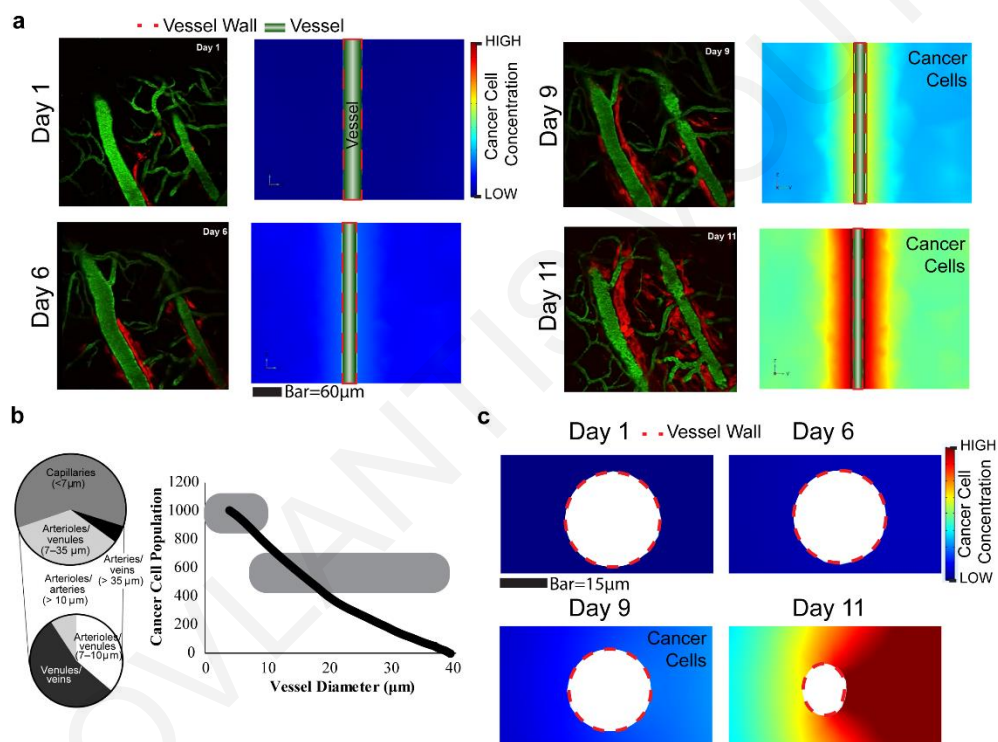 a
Vessel Wall Vessel
Day 1
Day 1
Vessel
HIGH
Cancer Cell
Concentration
LOW
Day 9
Day 9
Cancer
Cells
Day 6
Day 6
Bar=60µm
Day 11
Day 11
Cancer
Cells
b
Capillaries
(<7µm)
Arterioles/
venules
(7–35 µm)
Arteries/
veins
(> 35 µm)
Arterioles/
arteries
(> 10 µm)
Arterioles/
venules
(7–10µm)
Venules/
veins
Cancer Cell Population
1200
1000
800
600
400
200
0
0 10 20 30 40
Vessel Diameter (µm)
c
Day 1 Vessel Wall Day 6
HIGH
Cancer Cell
Concentration
LOW
Bar=15µm
Day 9 Day 11
Cancer
Cells
OVLANTIS VOU